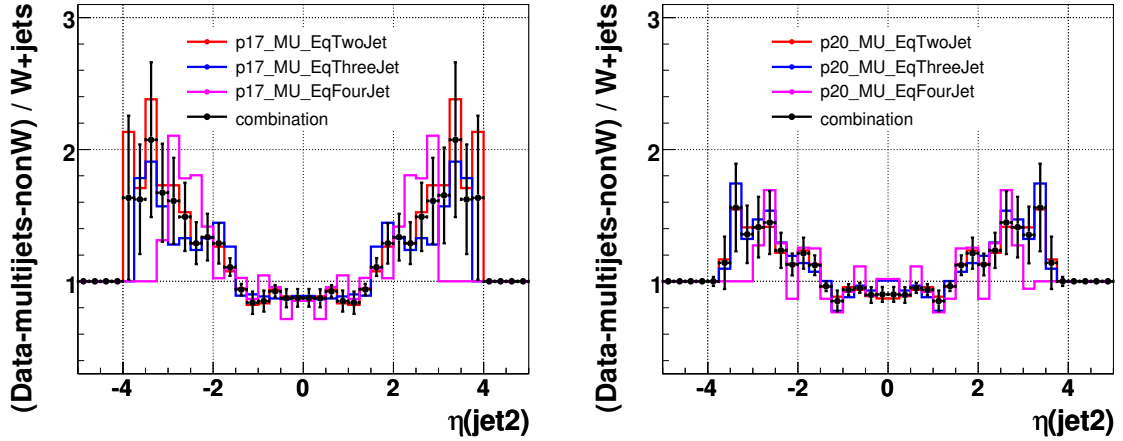 (Data-multijets-nonW) / W+jets
3
2
1
p17_MU_EqTwoJet
p17_MU_EqThreeJet
p17_MU_EqFourJet
combination
-4 -2 0 2 4
η(jet2)
(Data-multijets-nonW) / W+jets
3
2
1
p20_MU_EqTwoJet
p20_MU_EqThreeJet
p20_MU_EqFourJet
combination
-4 -2 0 2 4
η(jet2)